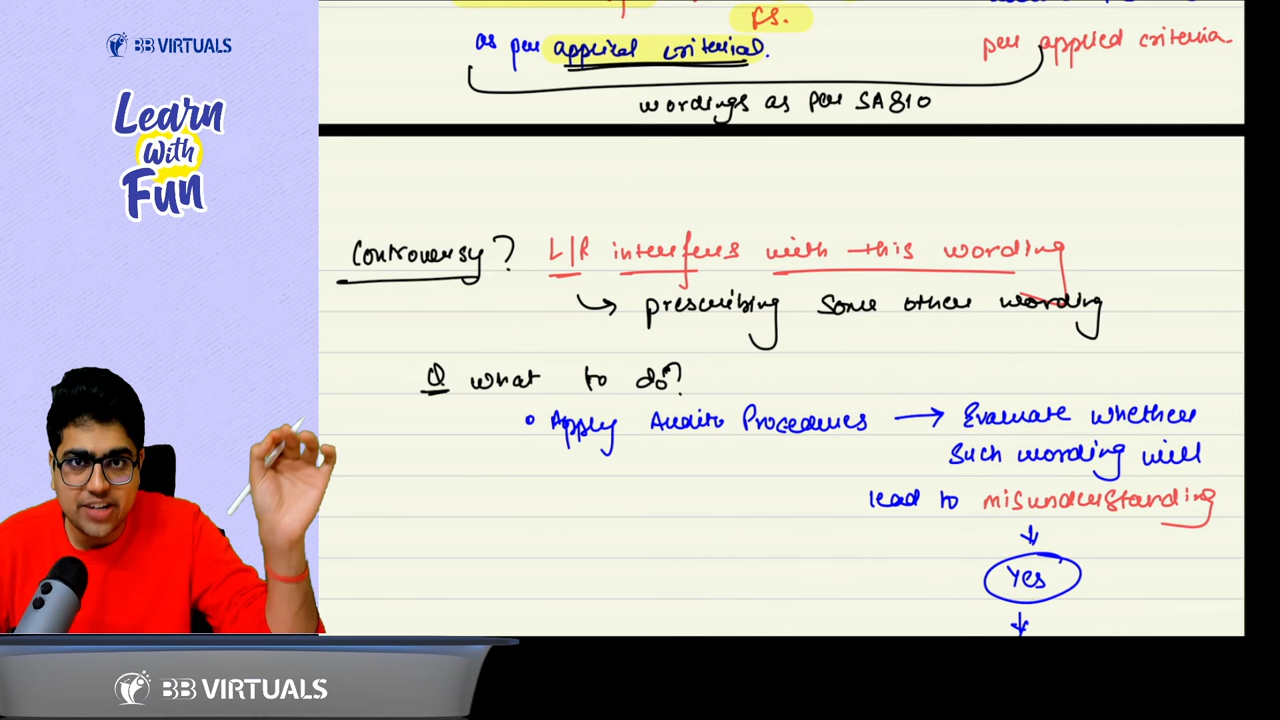 BB VIRTUALS
Learn
With
Fun
FS.
as per applied criteria.
per applied criteria
wordings as per SA 810
Controversy? L/R interferes with this wording
prescribing some other wording
Q What to do?
Apply Audit Procedures → Evaluate whether
such wording will
lead to misunderstanding
Yes
BB VIRTUALS